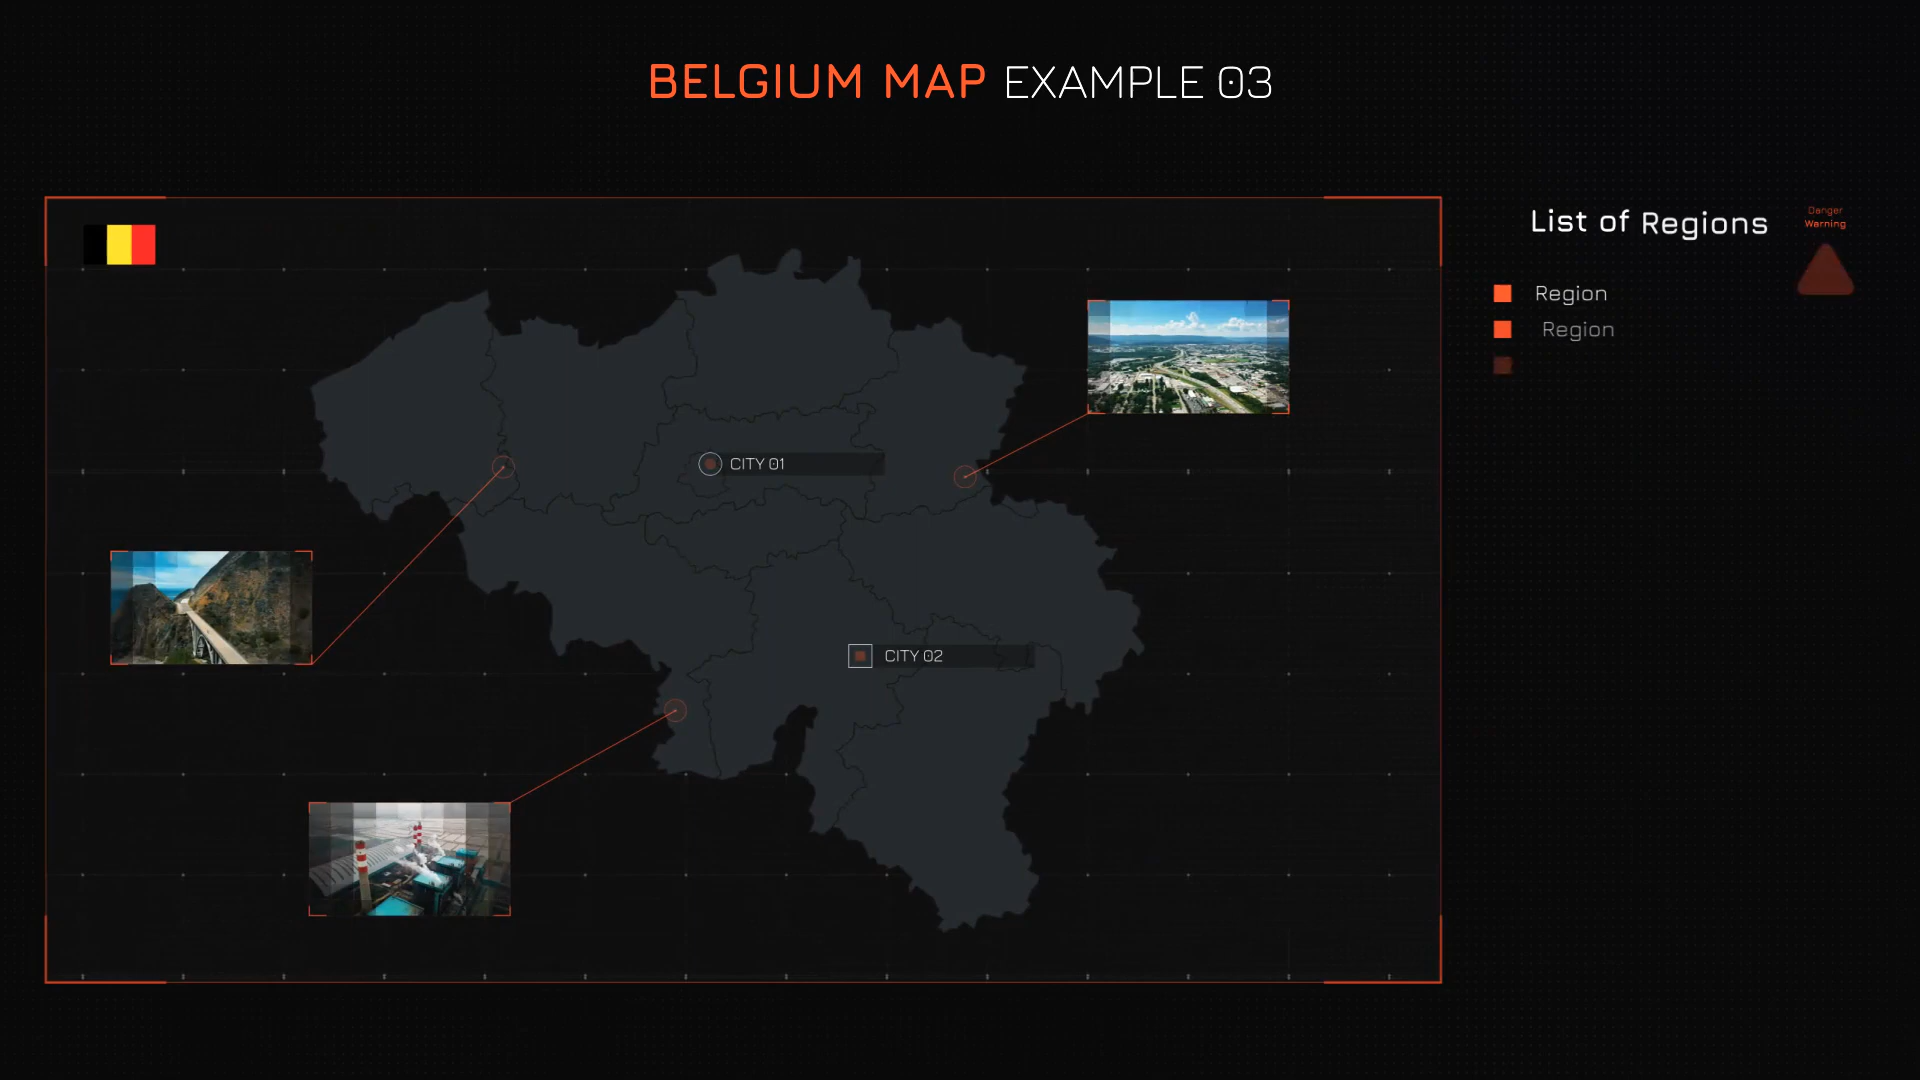 BELGIUM MAP EXAMPLE 03
List of Regions
Danger
Warning
Region
Region
CITY 01
CITY 02